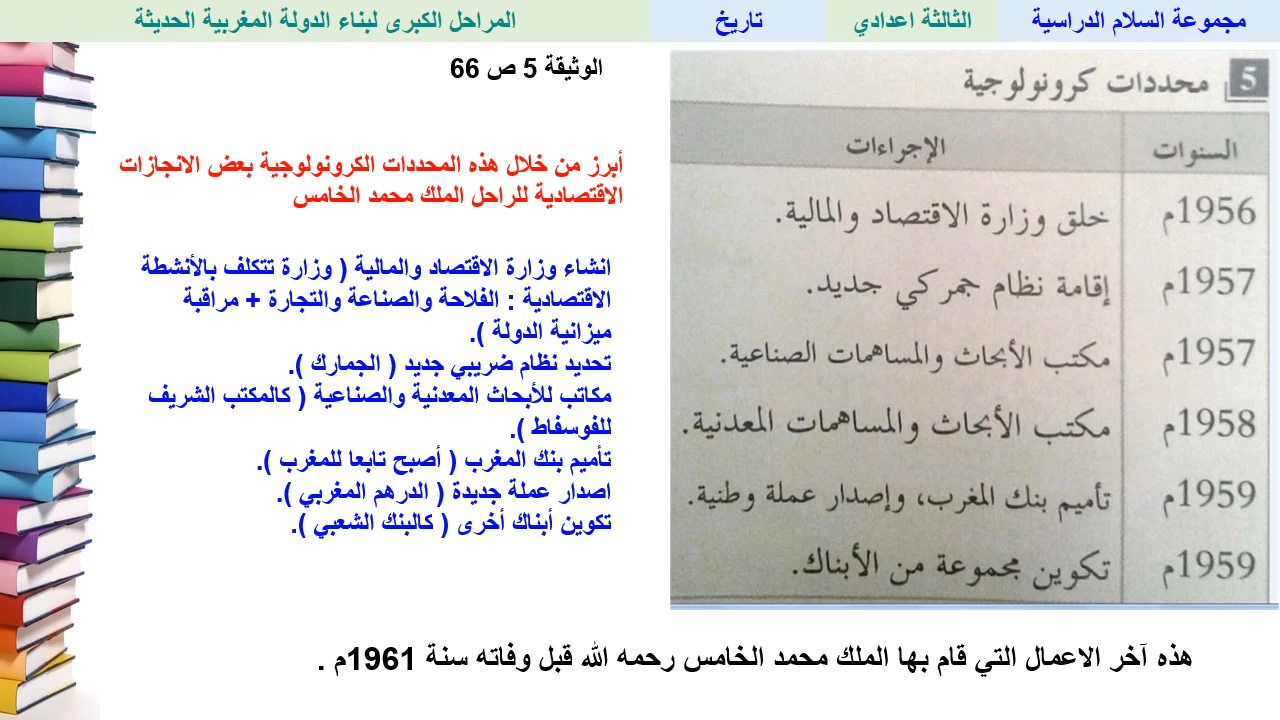 مجموعة السلام الدراسية
الثالثة اعدادي
تاريخ
المراحل الكبرى لبناء الدولة المغربية الحديثة
5 محددات كرونولوجية
السنوات الإجراءات
1956م خلق وزارة الاقتصاد والمالية.
1957م إقامة نظام جمركي جديد.
1957م مكتب الأبحاث والمساهمات الصناعية.
1958م مكتب الأبحاث والمساهمات المعدنية.
1959م تأميم بنك المغرب، وإصدار عملة وطنية.
1959م تكوين مجموعة من الأبناك.
الوثيقة 5 ص 66
أبرز من خلال هذه المحددات الكرونولوجية بعض الانجازات
الاقتصادية للراحل الملك محمد الخامس
انشاء وزارة الاقتصاد والمالية ( وزارة تتكلف بالأنشطة
الاقتصادية : الفلاحة والصناعة والتجارة + مراقبة
ميزانية الدولة ).
تحديد نظام ضريبي جديد ( الجمارك ).
مكاتب للأبحاث المعدنية والصناعية ( كالمكتب الشريف
للفوسفاط ).
تأميم بنك المغرب ( أصبح تابعا للمغرب ).
اصدار عملة جديدة ( الدرهم المغربي ).
تكوين أبناك أخرى ( كالبنك الشعبي ).
هذه آخر الاعمال التي قام بها الملك محمد الخامس رحمه الله قبل وفاته سنة 1961م .